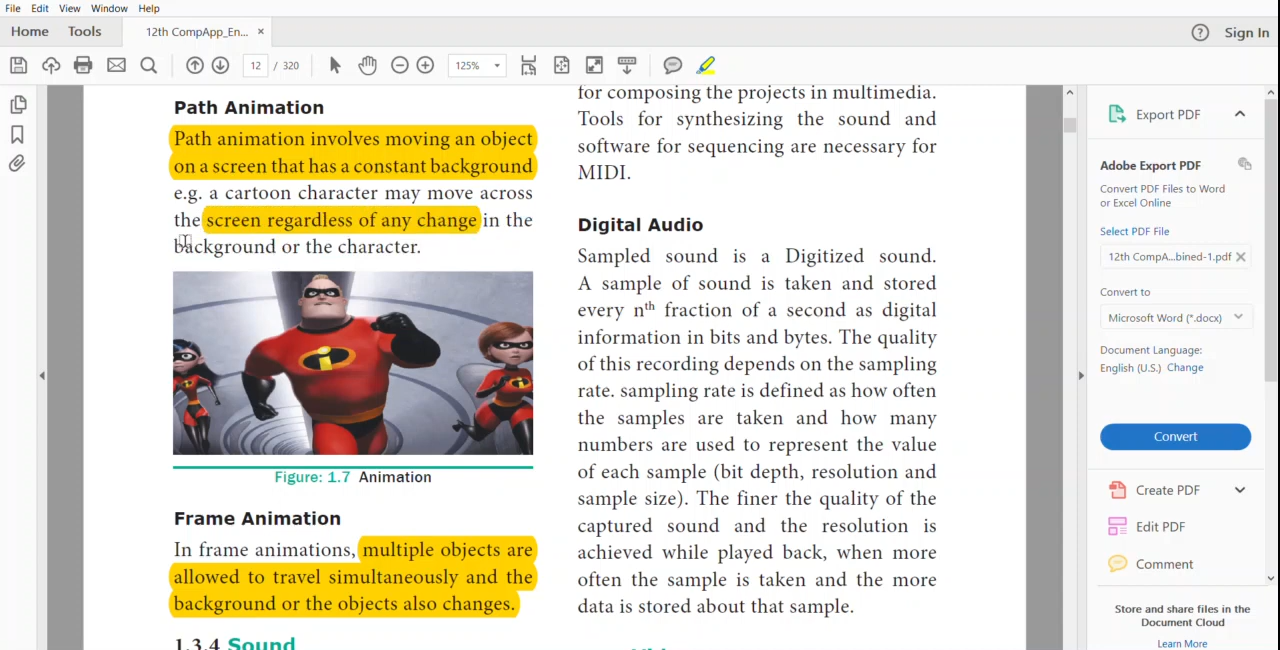 File Edit View Window Help
Home Tools 12th CompApp_En... × ? Sign In
12 / 320 125%
Path Animation
Path animation involves moving an object
on a screen that has a constant background
e.g. a cartoon character may move across
the screen regardless of any change in the
background or the character.
Figure: 1.7 Animation
Frame Animation
In frame animations, multiple objects are
allowed to travel simultaneously and the
background or the objects also changes.
1.3.4 Sound
for composing the projects in multimedia.
Tools for synthesizing the sound and
software for sequencing are necessary for
MIDI.
Digital Audio
Sampled sound is a Digitized sound.
A sample of sound is taken and stored
every nth fraction of a second as digital
information in bits and bytes. The quality
of this recording depends on the sampling
rate. sampling rate is defined as how often
the samples are taken and how many
numbers are used to represent the value
of each sample (bit depth, resolution and
sample size). The finer the quality of the
captured sound and the resolution is
achieved while played back, when more
often the sample is taken and the more
data is stored about that sample.
Export PDF
Adobe Export PDF
Convert PDF Files to Word
or Excel Online
Select PDF File
12th CompA...bined-1.pdf ×
Convert to
Microsoft Word (*.docx)
Document Language:
English (U.S.) Change
Convert
Create PDF
Edit PDF
Comment
Store and share files in the
Document Cloud
Learn More